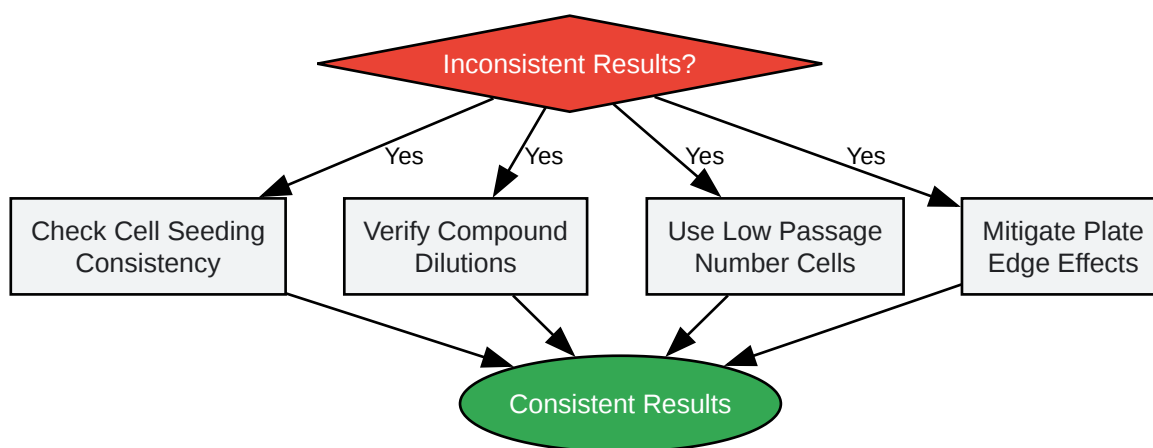 Inconsistent Results?
Yes
Yes
Yes
Yes
Check Cell Seeding
Consistency
Verify Compound
Dilutions
Use Low Passage
Number Cells
Mitigate Plate
Edge Effects
Consistent Results